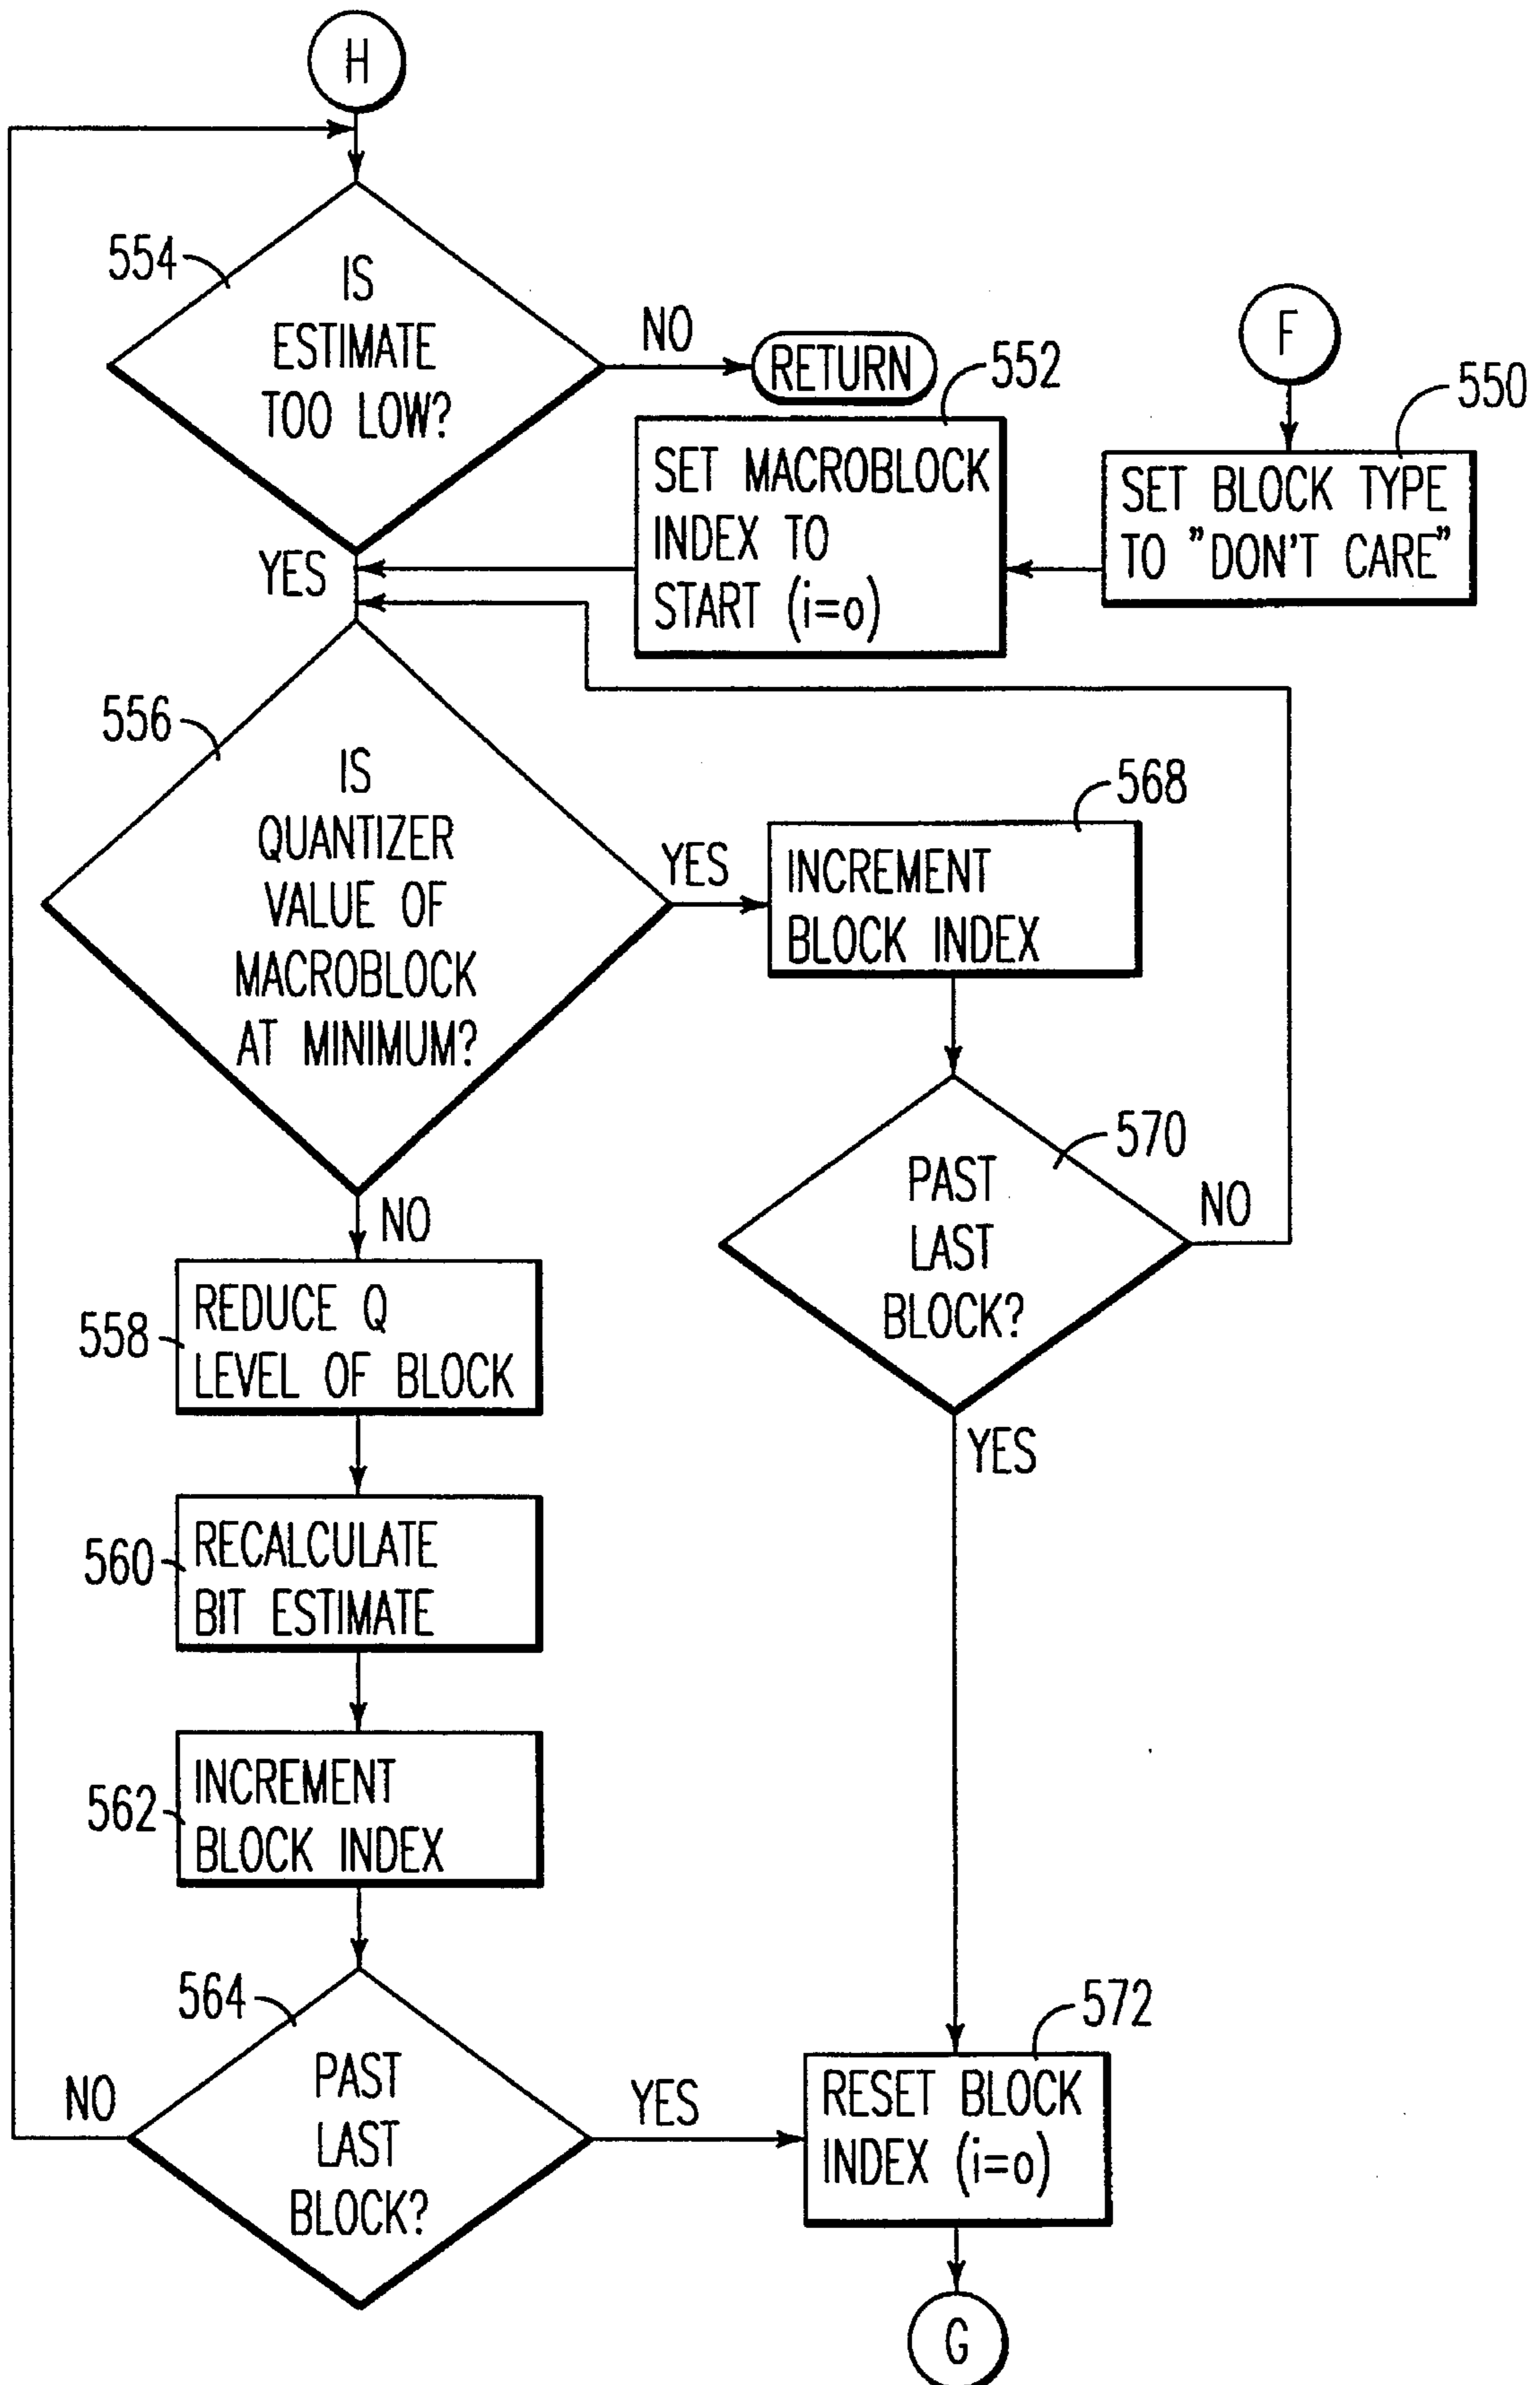 H
554
IS
ESTIMATE
TOO LOW?
NO
RETURN
YES
F
550
SET BLOCK TYPE
TO "DON'T CARE"
552
SET MACROBLOCK
INDEX TO
START (i=o)
556
IS
QUANTIZER
VALUE OF
MACROBLOCK
AT MINIMUM?
YES
NO
568
INCREMENT
BLOCK INDEX
570
PAST
LAST
BLOCK?
NO
YES
558
REDUCE Q
LEVEL OF BLOCK
560
RECALCULATE
BIT ESTIMATE
562
INCREMENT
BLOCK INDEX
564
PAST
LAST
BLOCK?
NO
YES
572
RESET BLOCK
INDEX (i=o)
G